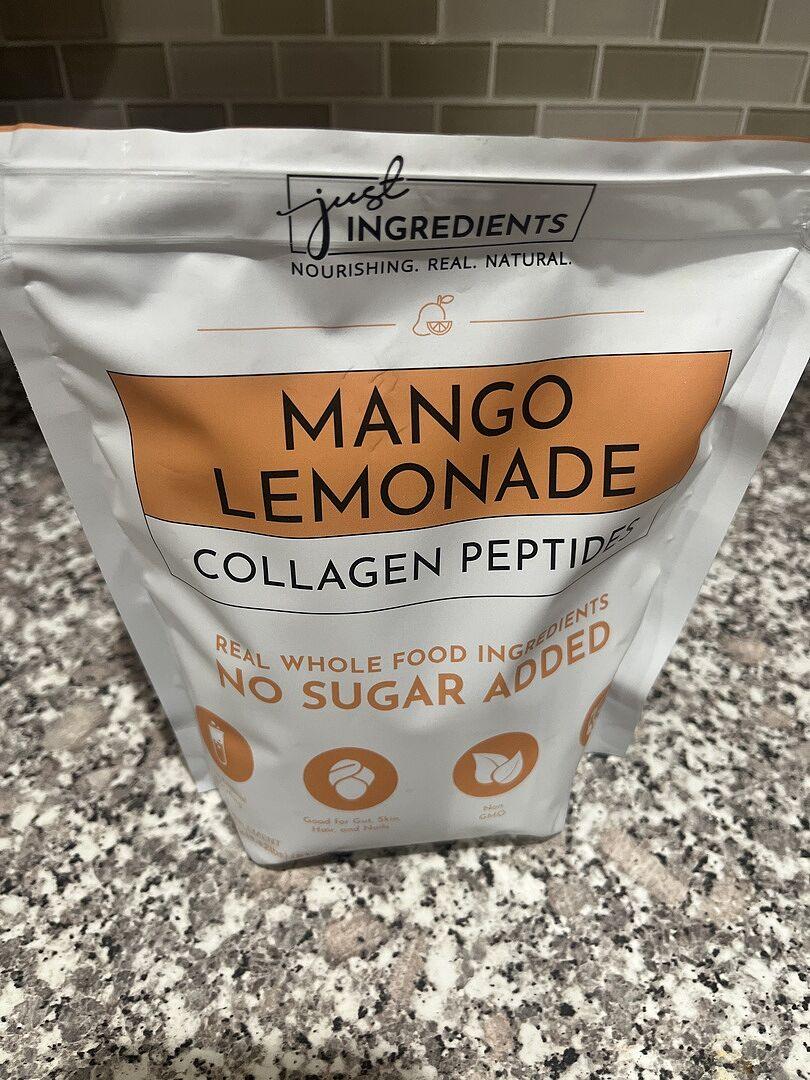 just
INGREDIENTS
NOURISHING. REAL. NATURAL.
MANGO
LEMONADE
COLLAGEN PEPTIDES
REAL WHOLE FOOD INGREDIENTS
NO SUGAR ADDED
Good for Gut, Skin,
Hair, and Nails
Non
GMO